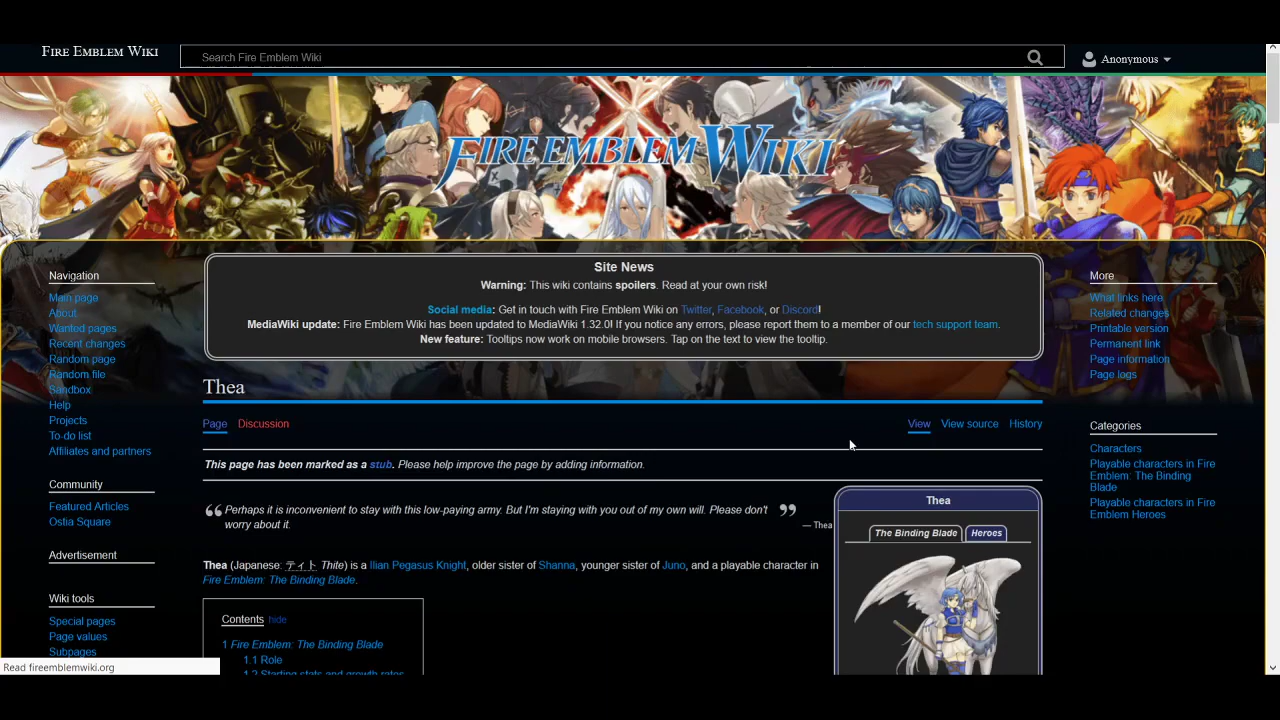 FIRE EMBLEM WIKI
Search Fire Emblem Wiki
Anonymous
FIRE EMBLEM WIKI
Navigation
Main page
About
Wanted pages
Recent changes
Random page
Random file
Sandbox
Help
Projects
To-do list
Affiliates and partners
Community
Featured Articles
Ostia Square
Advertisement
Wiki tools
Special pages
Page values
Subpages
Site News
Warning: This wiki contains spoilers. Read at your own risk!
Social media: Get in touch with Fire Emblem Wiki on Twitter, Facebook, or Discord!
MediaWiki update: Fire Emblem Wiki has been updated to MediaWiki 1.32.0! If you notice any errors, please report them to a member of our tech support team.
New feature: Tooltips now work on mobile browsers. Tap on the text to view the tooltip.
Thea
Page Discussion View View source History
This page has been marked as a stub. Please help improve the page by adding information.
“ Perhaps it is inconvenient to stay with this low-paying army. But I'm staying with you out of my own will. Please don't ”
worry about it.
— Thea
Thea (Japanese: ティト Thite) is a Ilian Pegasus Knight, older sister of Shanna, younger sister of Juno, and a playable character in
Fire Emblem: The Binding Blade.
Contents hide
1 Fire Emblem: The Binding Blade
1.1 Role
1.2 Starting stats and growth rates
Thea
The Binding Blade Heroes
More
What links here
Related changes
Printable version
Permanent link
Page information
Page logs
Categories
Characters
Playable characters in Fire
Emblem: The Binding
Blade
Playable characters in Fire
Emblem Heroes
Read fireemblemwiki.org